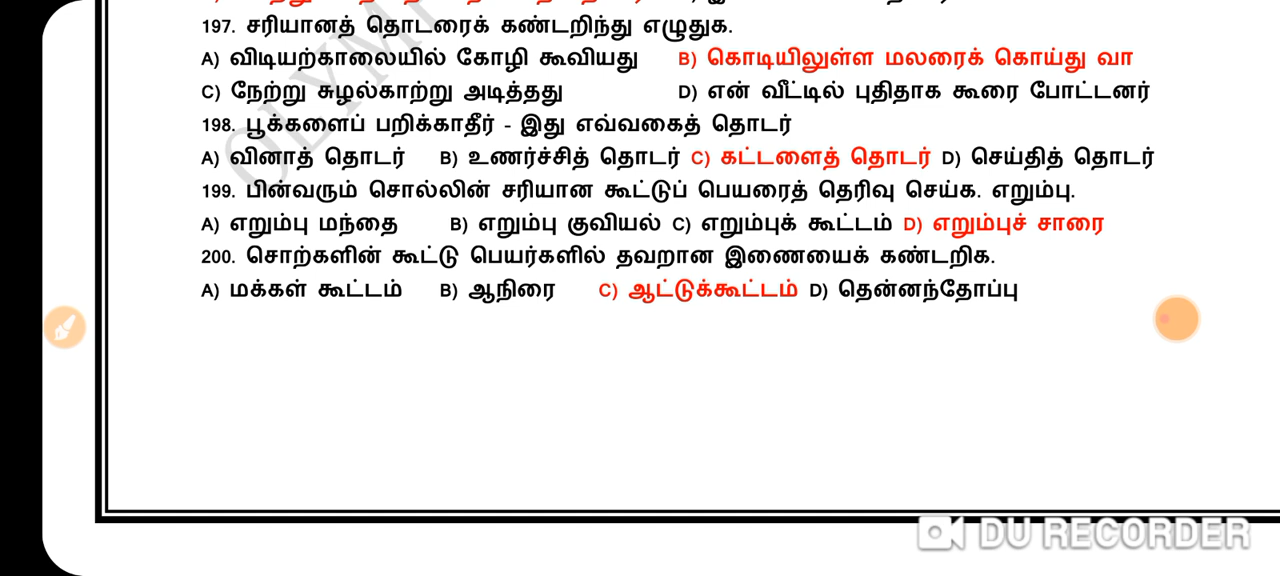 197. சரியானத் தொடரைக் கண்டறிந்து எழுதுக.
A) விடியற்காலையில் கோழி கூவியது B) கொடியிலுள்ள மலரைக் கொய்து வா
C) நேற்று சுழல்காற்று அடித்தது D) என் வீட்டில் புதிதாக கூரை போட்டனர்
198. பூக்களைப் பறிக்காதீர் - இது எவ்வகைத் தொடர்
A) வினாத் தொடர் B) உணர்ச்சித் தொடர் C) கட்டளைத் தொடர் D) செய்தித் தொடர்
199. பின்வரும் சொல்லின் சரியான கூட்டுப் பெயரைத் தெரிவு செய்க. எறும்பு.
A) எறும்பு மந்தை B) எறும்பு குவியல் C) எறும்புக் கூட்டம் D) எறும்புச் சாரை
200. சொற்களின் கூட்டு பெயர்களில் தவறான இணையைக் கண்டறிக.
A) மக்கள் கூட்டம் B) ஆநிரை C) ஆட்டுக்கூட்டம் D) தென்னந்தோப்பு
DU RECORDER